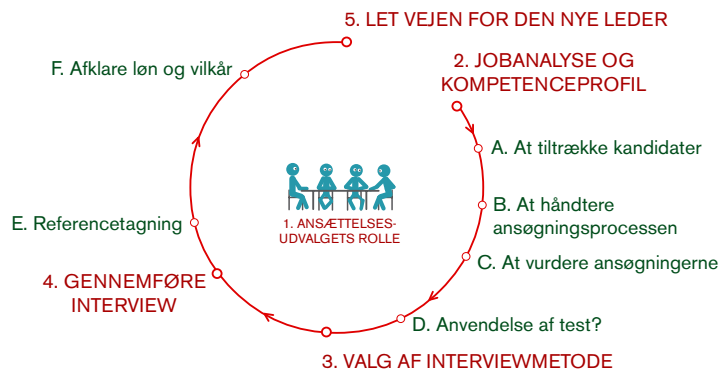 5. LET VEJEN FOR DEN NYE LEDER
2. JOBANALYSE OG
KOMPETENCEPROFIL
F. Afklare løn og vilkår
A. At tiltrække kandidater
1. ANSÆTTELSES-
UDVALGETS ROLLE
B. At håndtere
ansøgningsprocessen
E. Referencetagning
C. At vurdere ansøgningerne
4. GENNEMFØRE
INTERVIEW
D. Anvendelse af test?
3. VALG AF INTERVIEWMETODE